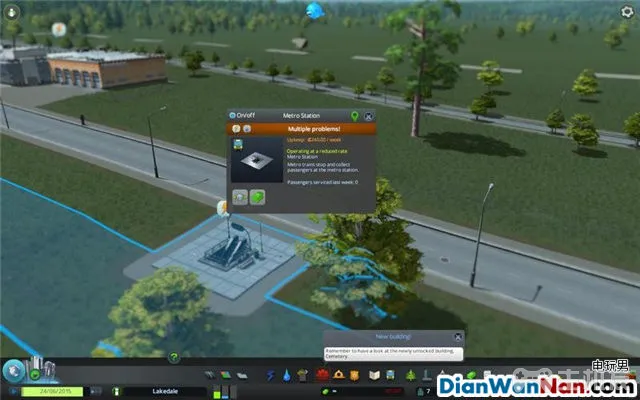 On/off
Metro Station
Multiple problems!
Upkeep: ₡240.00 / week
Operating at a reduced rate
Metro Station
Metro trains stop and collect
passengers at the metro station.
Passengers serviced last week: 0
New building!
Remember to have a look at the newly unlocked building,
Cemetery.
24/06/2015
Lakedale
7
电玩男
DianWanNan.com